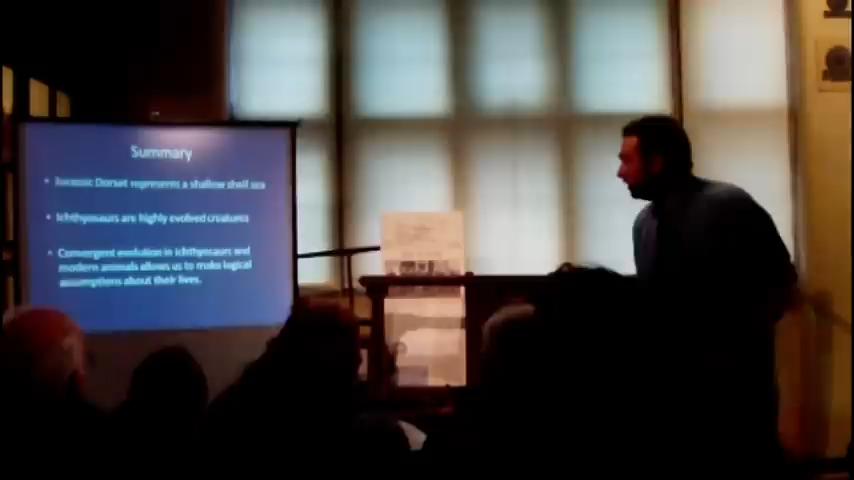 Summary
• Jurassic Dorset represents a shallow shelf sea
• Ichthyosaurs are highly evolved creatures
• Convergent evolution in ichthyosaurs and
modern animals allows us to make logical
assumptions about their lives.